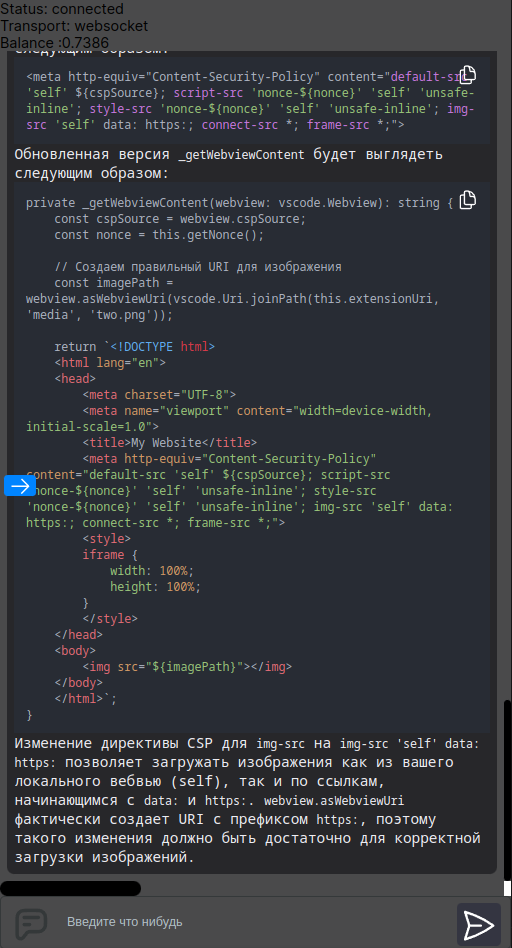 Status: connected
Transport: websocket
Balance :0.7386
следующим образом:
<meta http-equiv="Content-Security-Policy" content="default-src
'self' ${cspSource}; script-src 'nonce-${nonce}' 'self' 'unsafe-
inline'; style-src 'nonce-${nonce}' 'self' 'unsafe-inline'; img-
src 'self' data: https:; connect-src *; frame-src *;">
Обновленная версия _getWebviewContent будет выглядеть
следующим образом:
private _getWebviewContent(webview: vscode.Webview): string {
const cspSource = webview.cspSource;
const nonce = this.getNonce();
// Создаем правильный URI для изображения
const imagePath =
webview.asWebviewUri(vscode.Uri.joinPath(this.extensionUri,
'media', 'two.png'));
return `<!DOCTYPE html>
<html lang="en">
<head>
<meta charset="UTF-8">
<meta name="viewport" content="width=device-width,
initial-scale=1.0">
<title>My Website</title>
<meta http-equiv="Content-Security-Policy"
content="default-src 'self' ${cspSource}; script-src
'nonce-${nonce}' 'self' 'unsafe-inline'; style-src
'nonce-${nonce}' 'self' 'unsafe-inline'; img-src 'self' data:
https:; connect-src *; frame-src *;">
<style>
iframe {
width: 100%;
height: 100%;
}
</style>
</head>
<body>
<img src="${imagePath}"></img>
</body>
</html>`;
}
Изменение директивы CSP для img-src на img-src 'self' data:
https: позволяет загружать изображения как из вашего
локального вебвью (self), так и по ссылкам,
начинающимся с data: и https:. webview.asWebviewUri
фактически создает URI с префиксом https:, поэтому
такого изменения должно быть достаточно для корректной
загрузки изображений.
Введите что нибудь